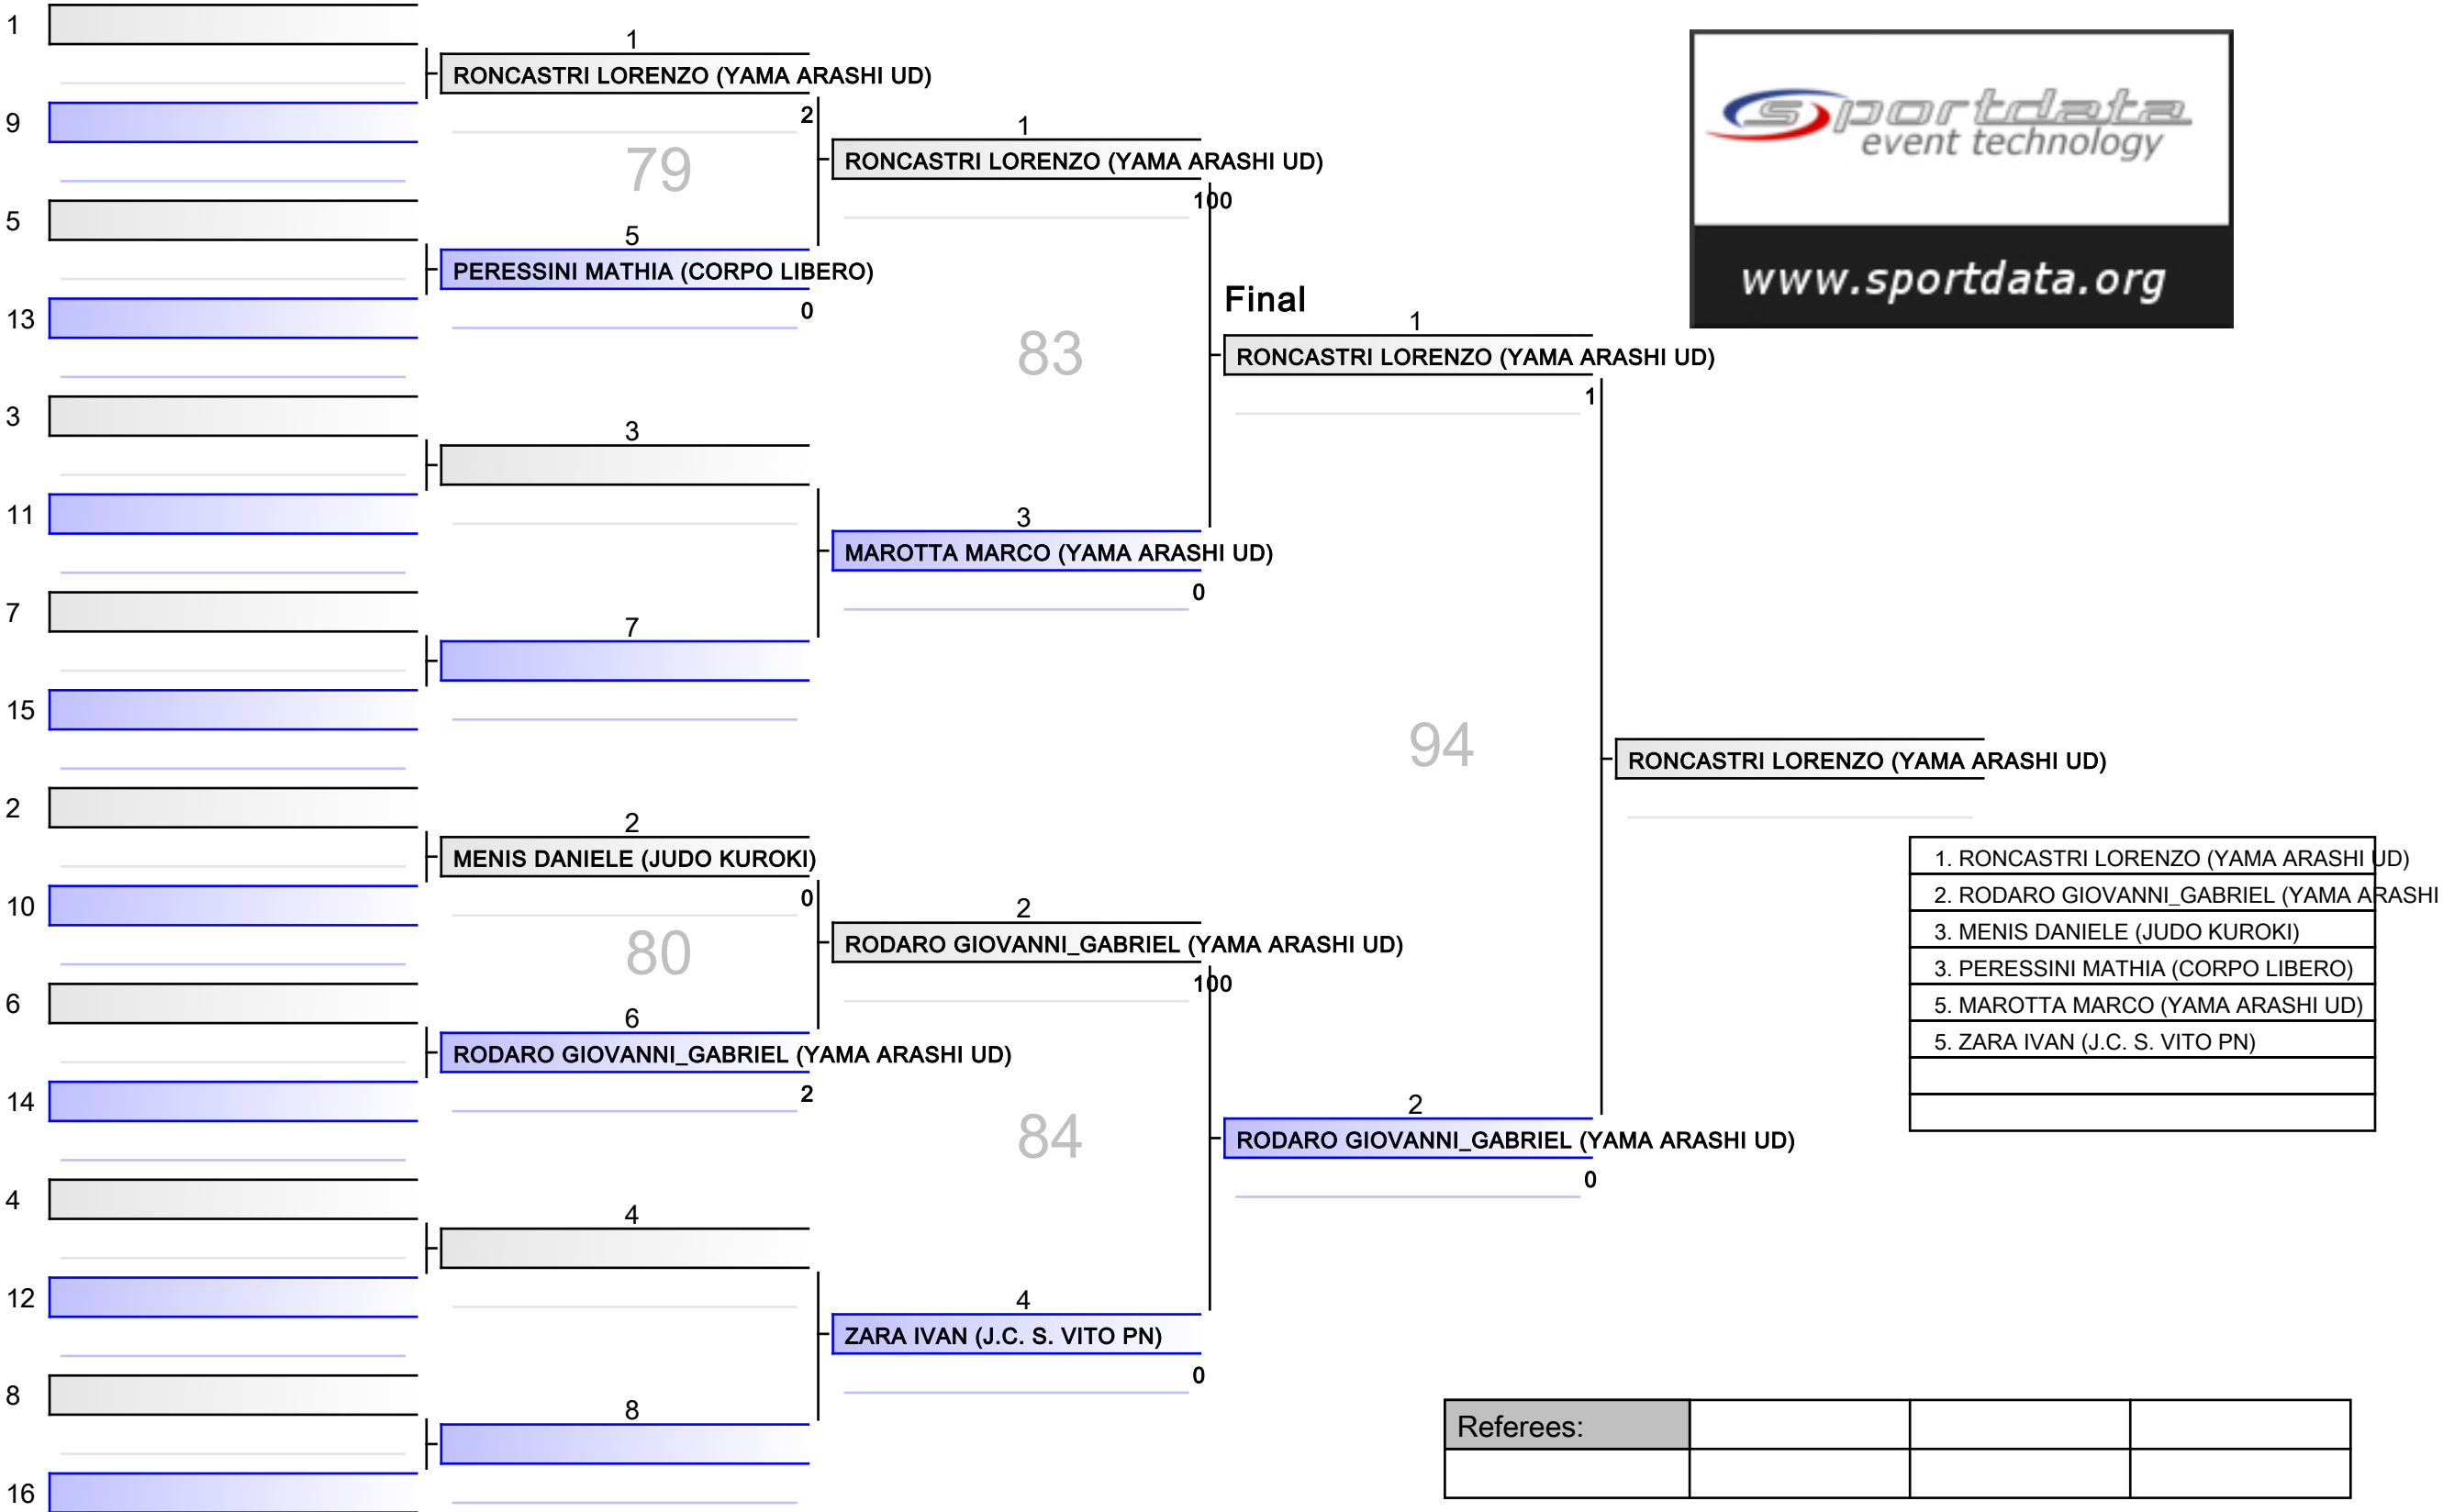 1
9
5
13
3
11
7
15
2
10
6
14
4
12
8
16
1
RONCASTRI LORENZO (YAMA ARASHI UD)
2
79
5
PERESSINI MATHIA (CORPO LIBERO)
0
3
7
2
MENIS DANIELE (JUDO KUROKI)
0
80
6
RODARO GIOVANNI_GABRIEL (YAMA ARASHI UD)
2
4
8
1
RONCASTRI LORENZO (YAMA ARASHI UD)
100
83
3
MAROTTA MARCO (YAMA ARASHI UD)
0
2
RODARO GIOVANNI_GABRIEL (YAMA ARASHI UD)
100
84
4
ZARA IVAN (J.C. S. VITO PN)
0
Final
1
RONCASTRI LORENZO (YAMA ARASHI UD)
1
94
2
RODARO GIOVANNI_GABRIEL (YAMA ARASHI UD)
0
RONCASTRI LORENZO (YAMA ARASHI UD)
sportdata
event technology
www.sportdata.org
1. RONCASTRI LORENZO (YAMA ARASHI UD)
2. RODARO GIOVANNI_GABRIEL (YAMA ARASHI
3. MENIS DANIELE (JUDO KUROKI)
3. PERESSINI MATHIA (CORPO LIBERO)
5. MAROTTA MARCO (YAMA ARASHI UD)
5. ZARA IVAN (J.C. S. VITO PN)
Referees: